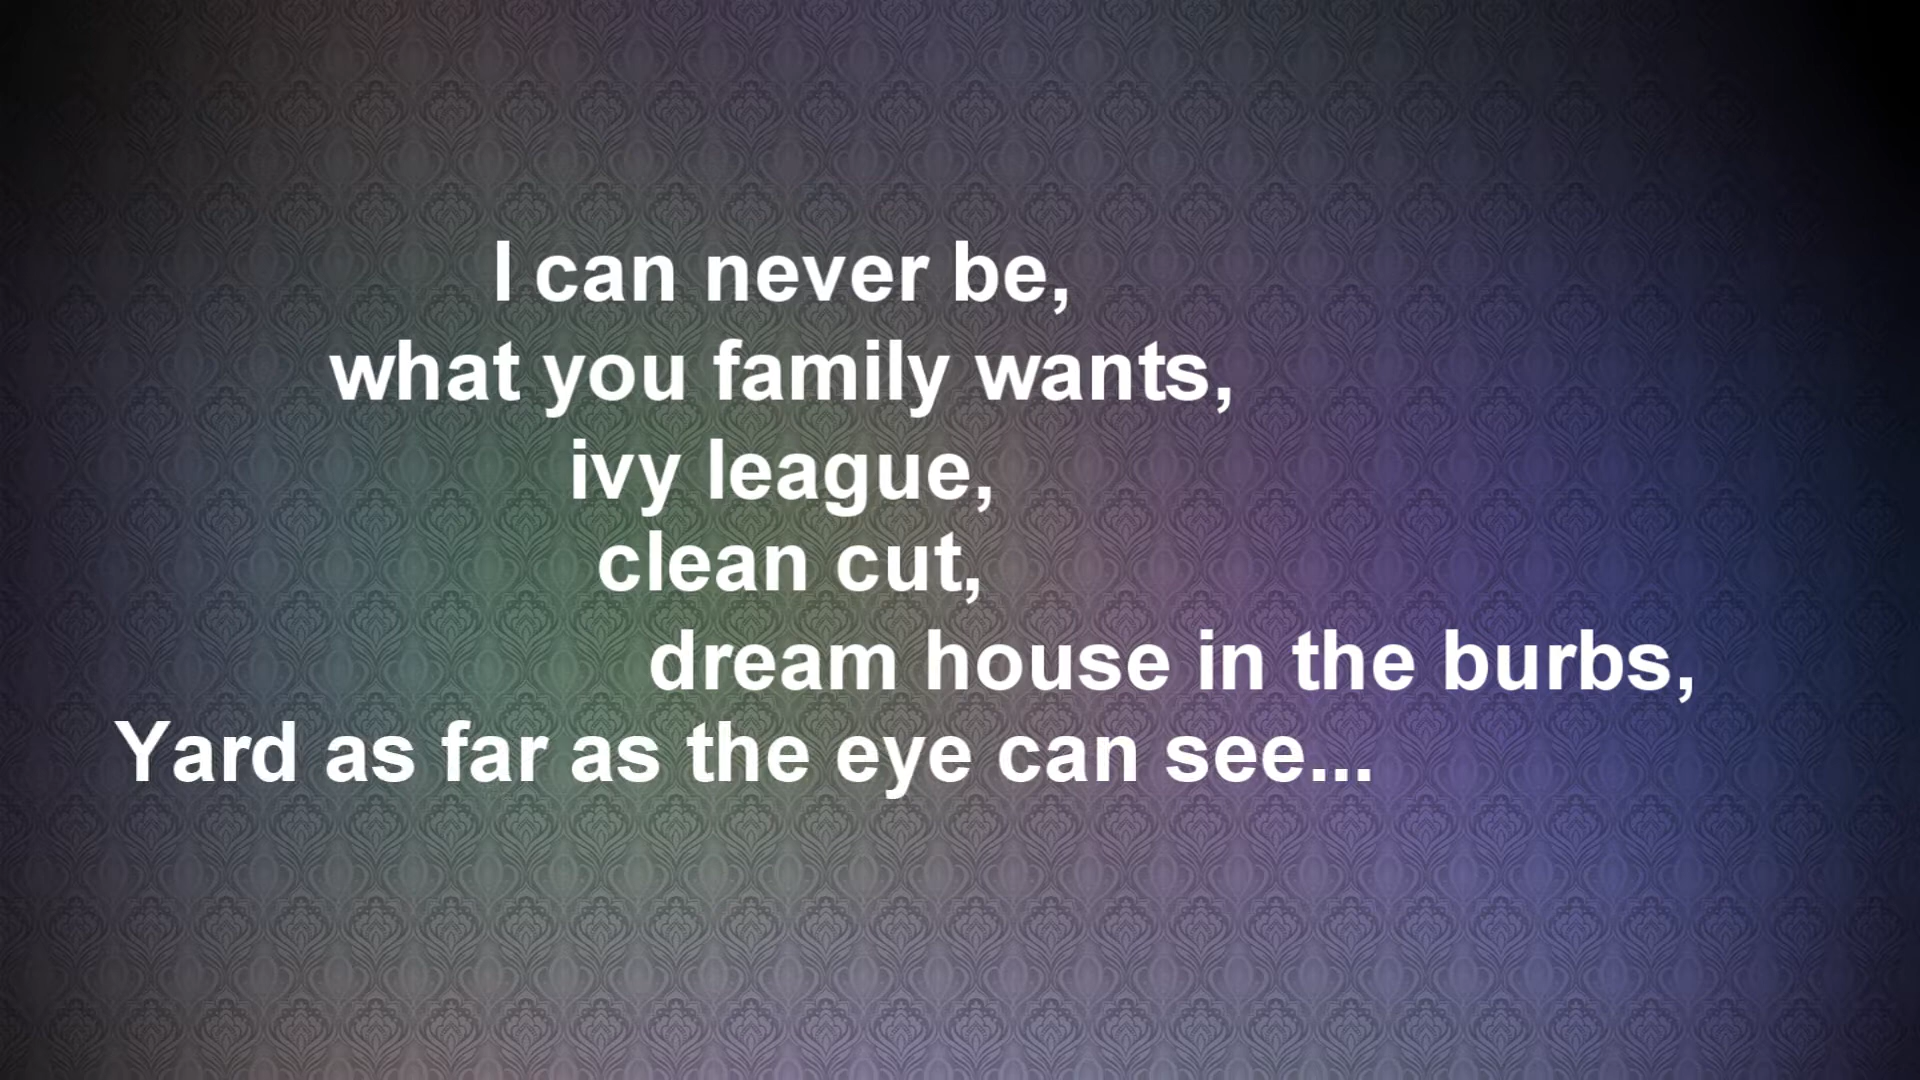 I can never be,
what you family wants,
ivy league,
clean cut,
dream house in the burbs,
Yard as far as the eye can see...